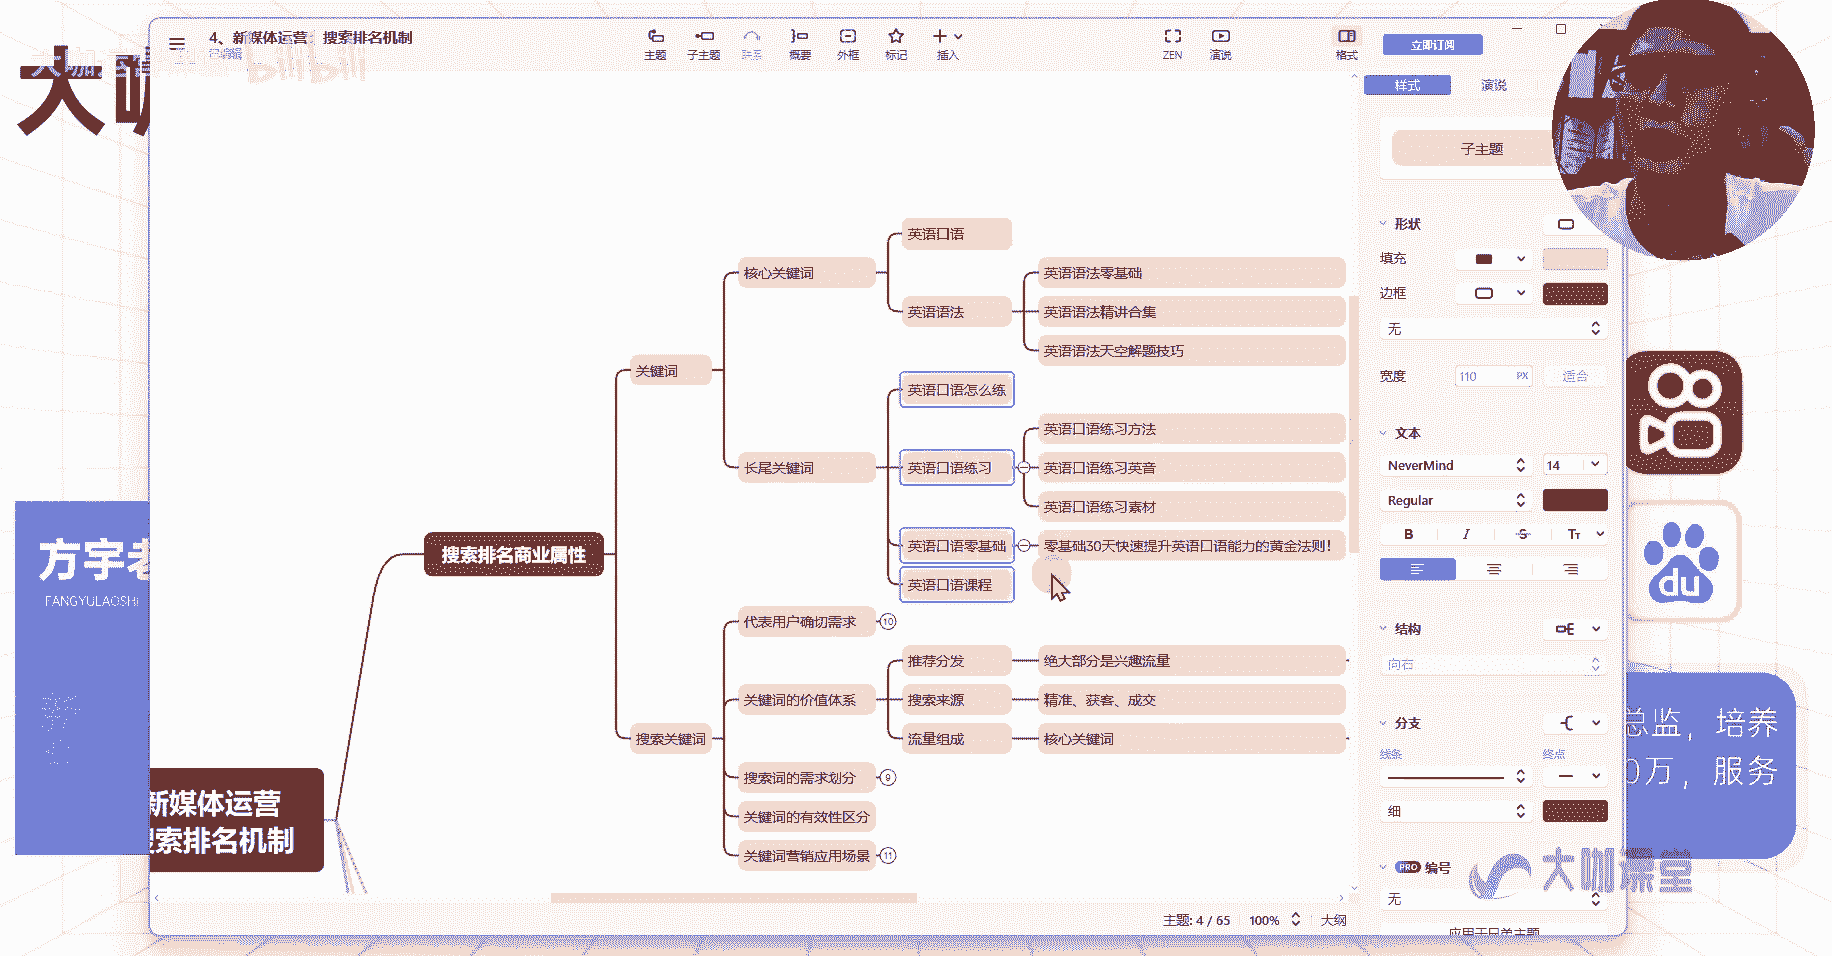 4、新媒体运营：搜索排名机制
已编辑
bilibili
大咖
主题
子主题
联系
概要
外框
标记
插入
ZEN
演说
格式
立即订阅
样式
演说
子主题
形状
填充
边框
无
宽度
110
PX
适合
文本
NeverMind
14
Regular
B
I
S
Tт
结构
向右
分支
线条
终点
细
PRO 编号
无
应用于兄弟主题
英语口语
核心关键词
英语语法零基础
英语语法
英语语法精讲合集
英语语法天空解题技巧
关键词
英语口语怎么练
英语口语练习方法
长尾关键词
英语口语练习
英语口语练习英音
英语口语练习素材
英语口语零基础
零基础30天快速提升英语口语能力的黄金法则！
英语口语课程
搜索排名商业属性
代表用户确切需求
10
推荐分发
绝大部分是兴趣流量
关键词的价值体系
搜索来源
精准、获客、成交
搜索关键词
流量组成
核心关键词
搜索词的需求划分
9
关键词的有效性区分
关键词营销应用场景
11
新媒体运营
搜索排名机制
主题: 4 / 65
100%
大纲
方宇老
FANGYULAOSHI
du
总监，培养
0万，服务
大咖课堂